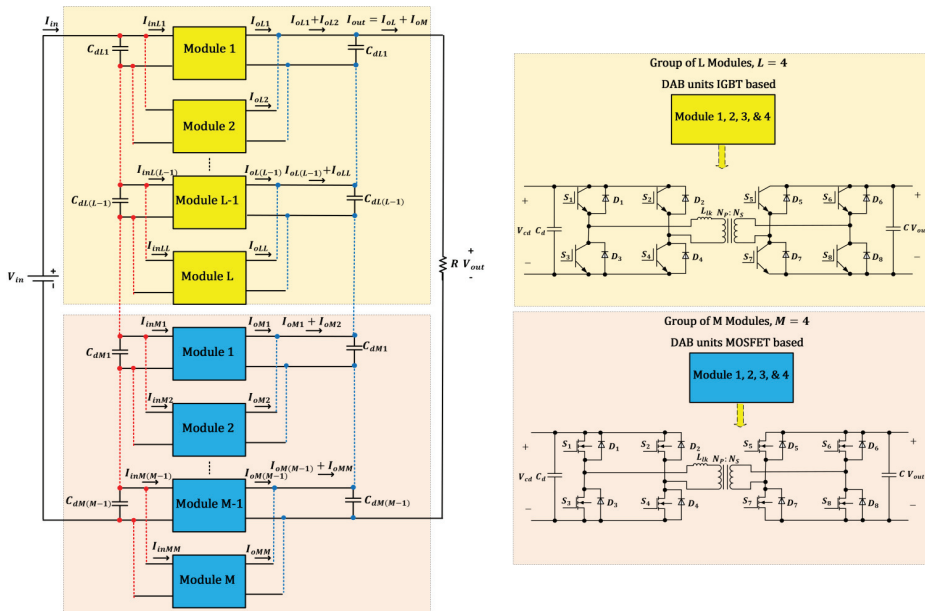 I_in
I_inL1
I_oL1
I_oL1+I_oL2
I_out = I_oL + I_oM
C_dL1
Module 1
C_dL1
I_oL2
Module 2
I_inL(L-1)
I_oL(L-1)
I_oL(L-1)+I_oLL
C_dL(L-1)
Module L-1
C_dL(L-1)
I_inLL
I_oLL
Module L
V_in
+
-
R
+
V_out
-
I_inM1
I_oM1
I_oM1 + I_oM2
C_dM1
Module 1
C_dM1
I_inM2
I_oM2
Module 2
I_inM(M-1)
I_oM(M-1)
I_oM(M-1) + I_oMM
C_dM(M-1)
Module M-1
C_dM(M-1)
I_inMM
I_oMM
Module M
Group of L Modules, L = 4
DAB units IGBT based
Module 1, 2, 3, & 4
+ S_1 D_1 S_2 D_2 S_5 D_5 S_6 D_6 +
L_lk N_P: N_S
V_cd C_d C V_out
- S_3 D_3 S_4 D_4 S_7 D_7 S_8 D_8 -
Group of M Modules, M = 4
DAB units MOSFET based
Module 1, 2, 3, & 4
+ S_1 D_1 S_2 D_2 S_5 D_5 S_6 D_6 +
L_lk N_P: N_S
V_cd C_d C V_out
- S_3 D_3 S_4 D_4 S_7 D_7 S_8 D_8 -